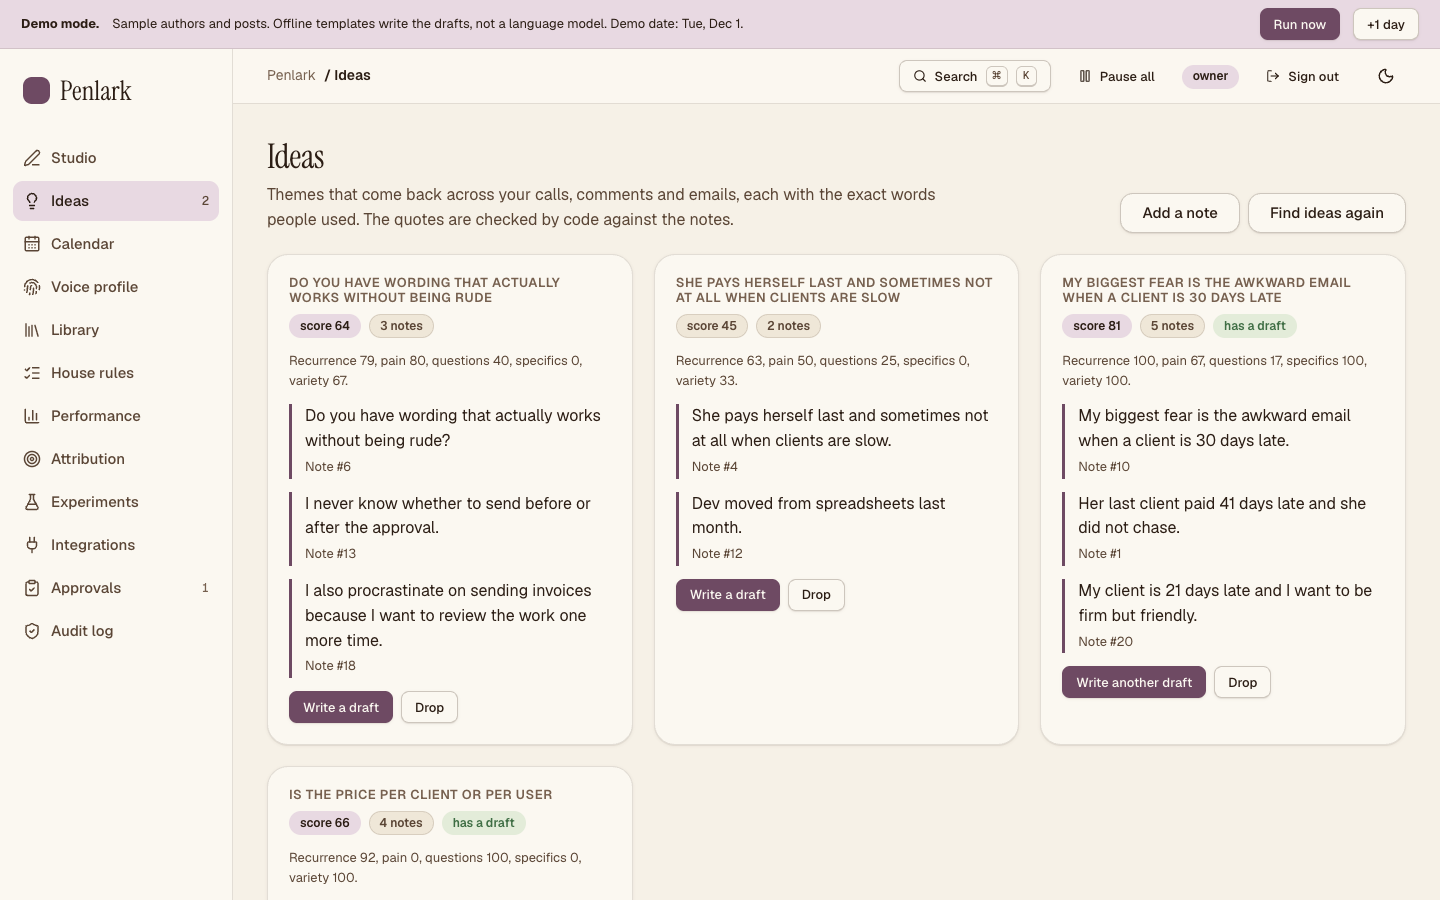 Demo mode. Sample authors and posts. Offline templates write the drafts, not a language model. Demo date: Tue, Dec 1.
Run now
+1 day
Penlark
Studio
Ideas 2
Calendar
Voice profile
Library
House rules
Performance
Attribution
Experiments
Integrations
Approvals 1
Audit log
Penlark / Ideas
Search ⌘ K
Pause all
owner
Sign out
Ideas
Themes that come back across your calls, comments and emails, each with the exact words
people used. The quotes are checked by code against the notes.
Add a note
Find ideas again
DO YOU HAVE WORDING THAT ACTUALLY
WORKS WITHOUT BEING RUDE
score 64 3 notes
Recurrence 79, pain 80, questions 40, specifics 0,
variety 67.
Do you have wording that actually works
without being rude?
Note #6
I never know whether to send before or
after the approval.
Note #13
I also procrastinate on sending invoices
because I want to review the work one
more time.
Note #18
Write a draft
Drop
SHE PAYS HERSELF LAST AND SOMETIMES NOT
AT ALL WHEN CLIENTS ARE SLOW
score 45 2 notes
Recurrence 63, pain 50, questions 25, specifics 0,
variety 33.
She pays herself last and sometimes not
at all when clients are slow.
Note #4
Dev moved from spreadsheets last
month.
Note #12
Write a draft
Drop
MY BIGGEST FEAR IS THE AWKWARD EMAIL
WHEN A CLIENT IS 30 DAYS LATE
score 81 5 notes has a draft
Recurrence 100, pain 67, questions 17, specifics 100,
variety 100.
My biggest fear is the awkward email
when a client is 30 days late.
Note #10
Her last client paid 41 days late and she
did not chase.
Note #1
My client is 21 days late and I want to be
firm but friendly.
Note #20
Write another draft
Drop
IS THE PRICE PER CLIENT OR PER USER
score 66 4 notes has a draft
Recurrence 92, pain 0, questions 100, specifics 0,
variety 100.